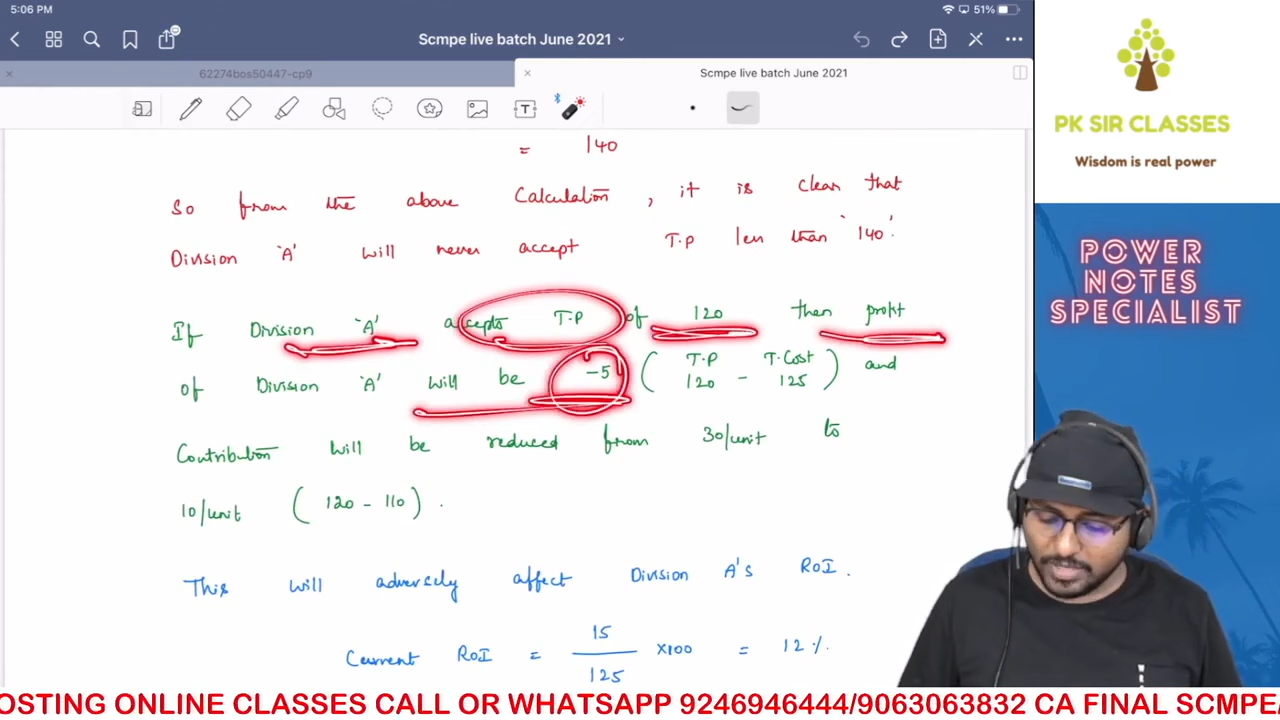 5:06 PM
51%
Scmpe live batch June 2021
62274bos50447-cp9
Scmpe live batch June 2021
= 140
So from the above Calculation, it is clear that
Division 'A' will never accept T.P less than '140'.
If Division 'A' accepts T.P of 120 then profit
of Division 'A' will be -5 ( T.P 120 - T.Cost 125 ) and
Contribution will be reduced from 30/unit to
10/unit ( 120 - 110 ) .
This will adversely affect Division A's RoI.
Current RoI = 15/125 x100 = 12%.
PK SIR CLASSES
Wisdom is real power
POWER
NOTES
SPECIALIST
OSTING ONLINE CLASSES CALL OR WHATSAPP 9246946444/9063063832 CA FINAL SCMPE